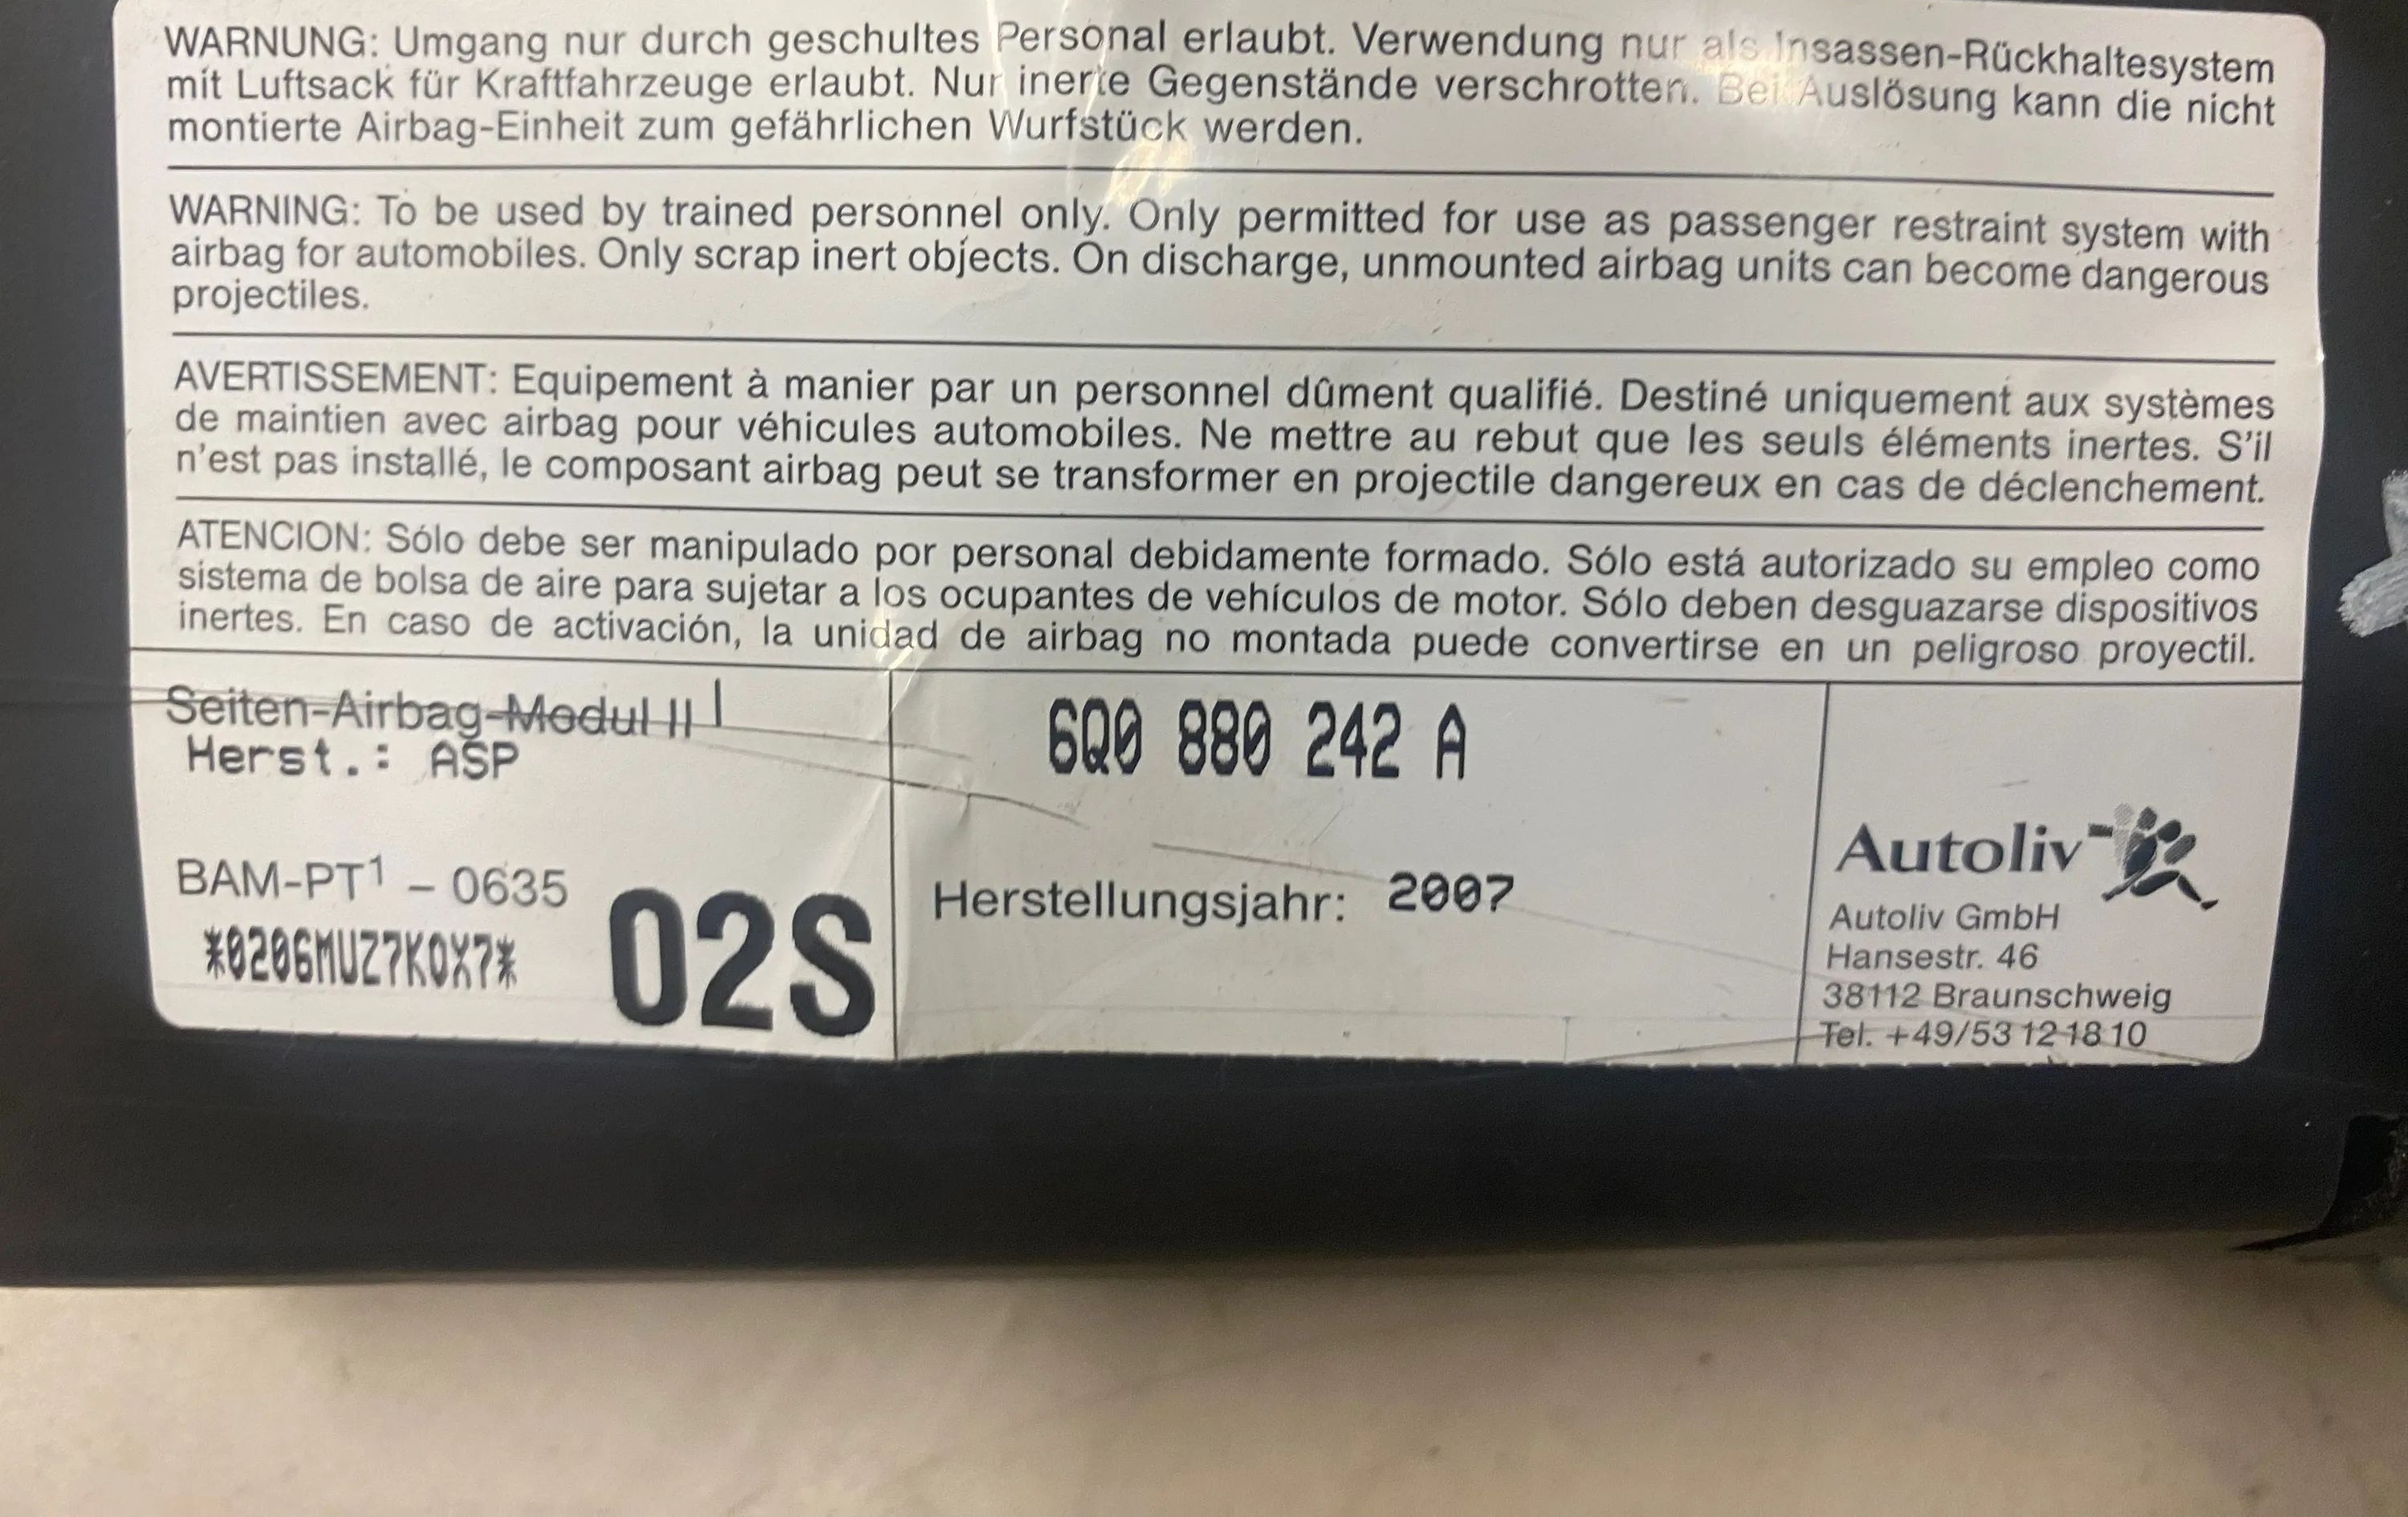 WARNUNG: Umgang nur durch geschultes Personal erlaubt. Verwendung nur als Insassen-Rückhaltesystem
mit Luftsack für Kraftfahrzeuge erlaubt. Nur inerte Gegenstände verschrotten. Bei Auslösung kann die nicht
montierte Airbag-Einheit zum gefährlichen Wurfstück werden.
WARNING: To be used by trained personnel only. Only permitted for use as passenger restraint system with
airbag for automobiles. Only scrap inert objects. On discharge, unmounted airbag units can become dangerous
projectiles.
AVERTISSEMENT: Equipement à manier par un personnel dûment qualifié. Destiné uniquement aux systèmes
de maintien avec airbag pour véhicules automobiles. Ne mettre au rebut que les seuls éléments inertes. S'il
n'est pas installé, le composant airbag peut se transformer en projectile dangereux en cas de déclenchement.
ATENCION: Sólo debe ser manipulado por personal debidamente formado. Sólo está autorizado su empleo como
sistema de bolsa de aire para sujetar a los ocupantes de vehículos de motor. Sólo deben desguazarse dispositivos
inertes. En caso de activación, la unidad de airbag no montada puede convertirse en un peligroso proyectil.
Seiten-Airbag-Modul II
Herst.: ASP
BAM-PT1 – 0635
*0206MUZ7KOX7*
02S
6Q0 880 242 A
Herstellungsjahr: 2007
Autoliv
Autoliv GmbH
Hansestr. 46
38112 Braunschweig
Tel. +49/53 12 18 10